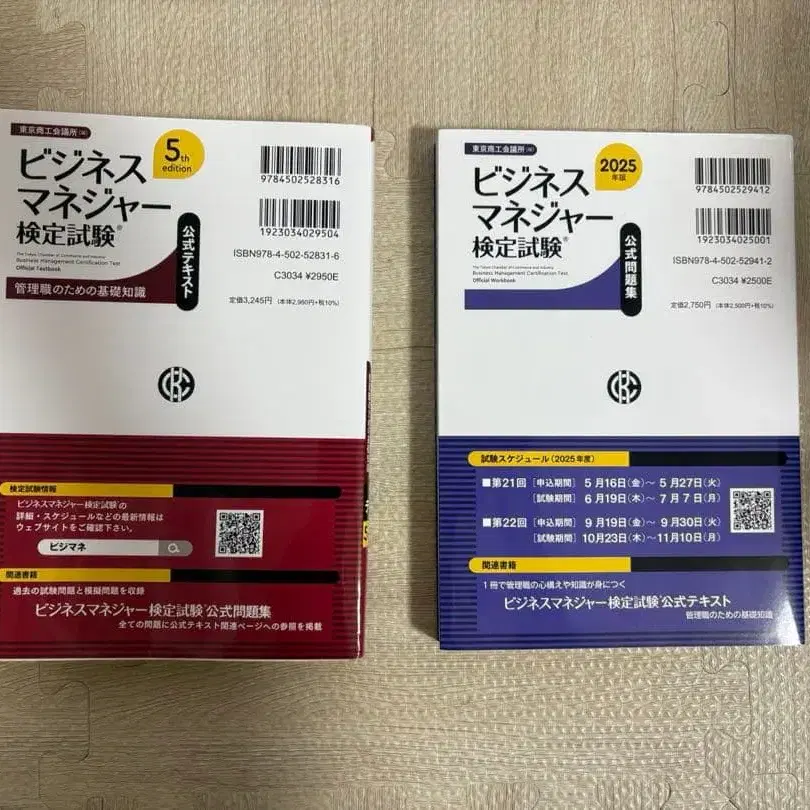 東京商工会議所 [編]
ビジネス
マネジャー
検定試験®
5th
edition
公式テキスト
The Tokyo Chamber of Commerce and Industry
Business Management Certification Test
Official Textbook
管理職のための基礎知識
9784502528316
1923034029504
ISBN978-4-502-52831-6
C3034 ¥2950E
定価3,245円 (本体2,950円+税10%)
検定試験情報
ビジネスマネジャー検定試験®の
詳細・スケジュールなどの最新情報は
ウェブサイトをご確認下さい。
ビジマネ
関連書籍
過去の試験問題と模擬問題を収録
ビジネスマネジャー検定試験®公式問題集
全ての問題に公式テキスト関連ページへの参照を掲載
東京商工会議所 [編]
ビジネス
マネジャー
検定試験®
2025
年版
公式問題集
The Tokyo Chamber of Commerce and Industry
Business Management Certification Test
Official Workbook
9784502529412
1923034025001
ISBN978-4-502-52941-2
C3034 ¥2500E
定価2,750円 (本体2,500円+税10%)
試験スケジュール(2025年度)
■第21回 [申込期間] 5月16日(金)~ 5月27日(火)
[試験期間] 6月19日(木)~ 7月 7日(月)
■第22回 [申込期間] 9月19日(金)~ 9月30日(火)
[試験期間] 10月23日(木)~11月10日(月)
関連書籍
1冊で管理職の心構えや知識が身につく
ビジネスマネジャー検定試験®公式テキスト
管理職のための基礎知識